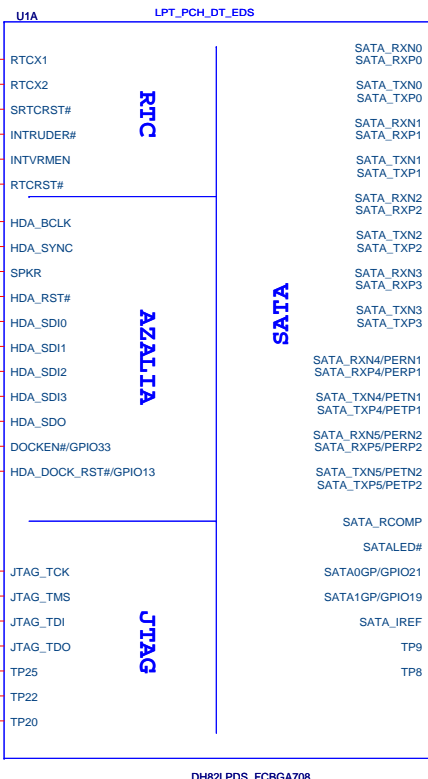 U1A
LPT_PCH_DT_EDS
RTCX1
RTCX2
SRTCRST#
INTRUDER#
INTVRMEN
RTCRST#
RTC
HDA_BCLK
HDA_SYNC
SPKR
HDA_RST#
HDA_SDI0
HDA_SDI1
HDA_SDI2
HDA_SDI3
HDA_SDO
DOCKEN#/GPIO33
HDA_DOCK_RST#/GPIO13
AZALIA
JTAG_TCK
JTAG_TMS
JTAG_TDI
JTAG_TDO
TP25
TP22
TP20
JTAG
SATA
SATA_RXN0
SATA_RXP0
SATA_TXN0
SATA_TXP0
SATA_RXN1
SATA_RXP1
SATA_TXN1
SATA_TXP1
SATA_RXN2
SATA_RXP2
SATA_TXN2
SATA_TXP2
SATA_RXN3
SATA_RXP3
SATA_TXN3
SATA_TXP3
SATA_RXN4/PERN1
SATA_RXP4/PERP1
SATA_TXN4/PETN1
SATA_TXP4/PETP1
SATA_RXN5/PERN2
SATA_RXP5/PERP2
SATA_TXN5/PETN2
SATA_TXP5/PETP2
SATA_RCOMP
SATALED#
SATA0GP/GPIO21
SATA1GP/GPIO19
SATA_IREF
TP9
TP8
DH82LPDS_FCBGA708